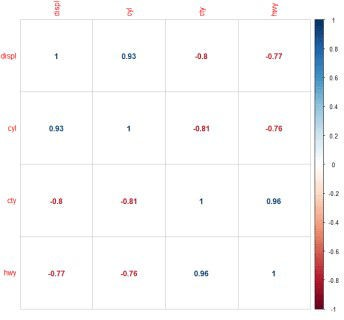 displ cyl cty hwy
displ 1 0.93 -0.8 -0.77
cyl 0.93 1 -0.81 -0.76
cty -0.8 -0.81 1 0.96
hwy -0.77 -0.76 0.96 1
1
0.8
0.6
0.4
0.2
0
-0.2
-0.4
-0.6
-0.8
-1